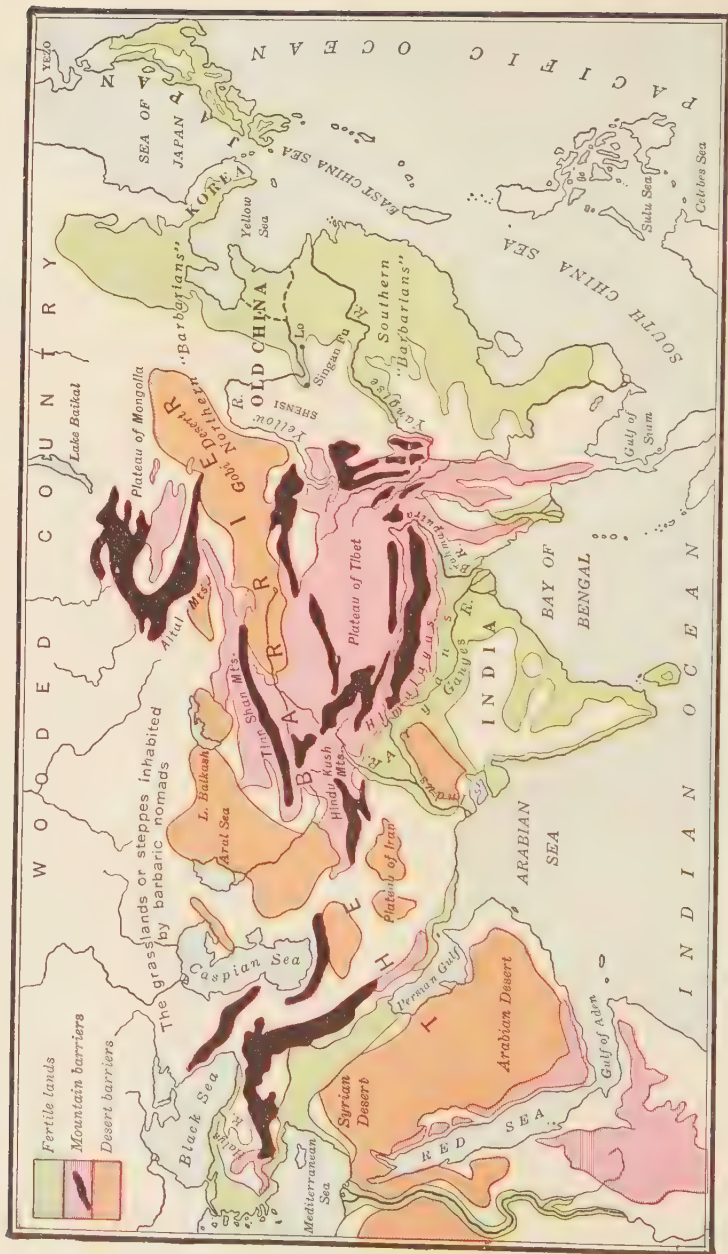 Fertile lands
Mountain barriers
Desert barriers
WOODED COUNTRY
The grasslands or steppes inhabited
by barbaric nomads
THE BARRIER
Lake Baikal
Plateau of Mongolia
Altai Mts.
Gobi Desert
Northern "Barbarians"
YEZO
SEA OF
JAPAN
JAPAN
KOREA
Yellow
Sea
EAST CHINA SEA
PACIFIC OCEAN
OLD CHINA
Yellow R.
SHENSI
Lo
Singan Fu
Yangtse R.
Southern
"Barbarians"
SOUTH CHINA SEA
Sulu Sea
Celebes Sea
Gulf of
Siam
L. Balkash
Aral Sea
Tian Shan Mts.
Plateau of Tibet
Himalayas
Hindu Kush
Mts.
Aryans
Ganges R.
Indus R.
INDIA
BAY OF
BENGAL
Black Sea
Caspian Sea
Halys R.
Plateau of Iran
Mediterranean
Sea
Syrian
Desert
Persian Gulf
Arabian Desert
RED SEA
Gulf of Aden
ARABIAN
SEA
INDIAN OCEAN